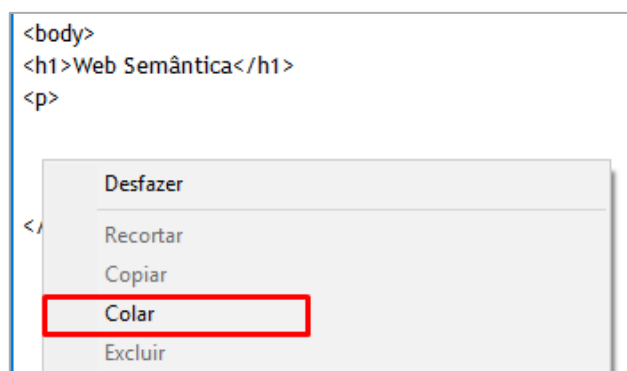 <body>
<h1>Web Semântica</h1>
<p>
Desfazer
</
Recortar
Copiar
Colar
Excluir